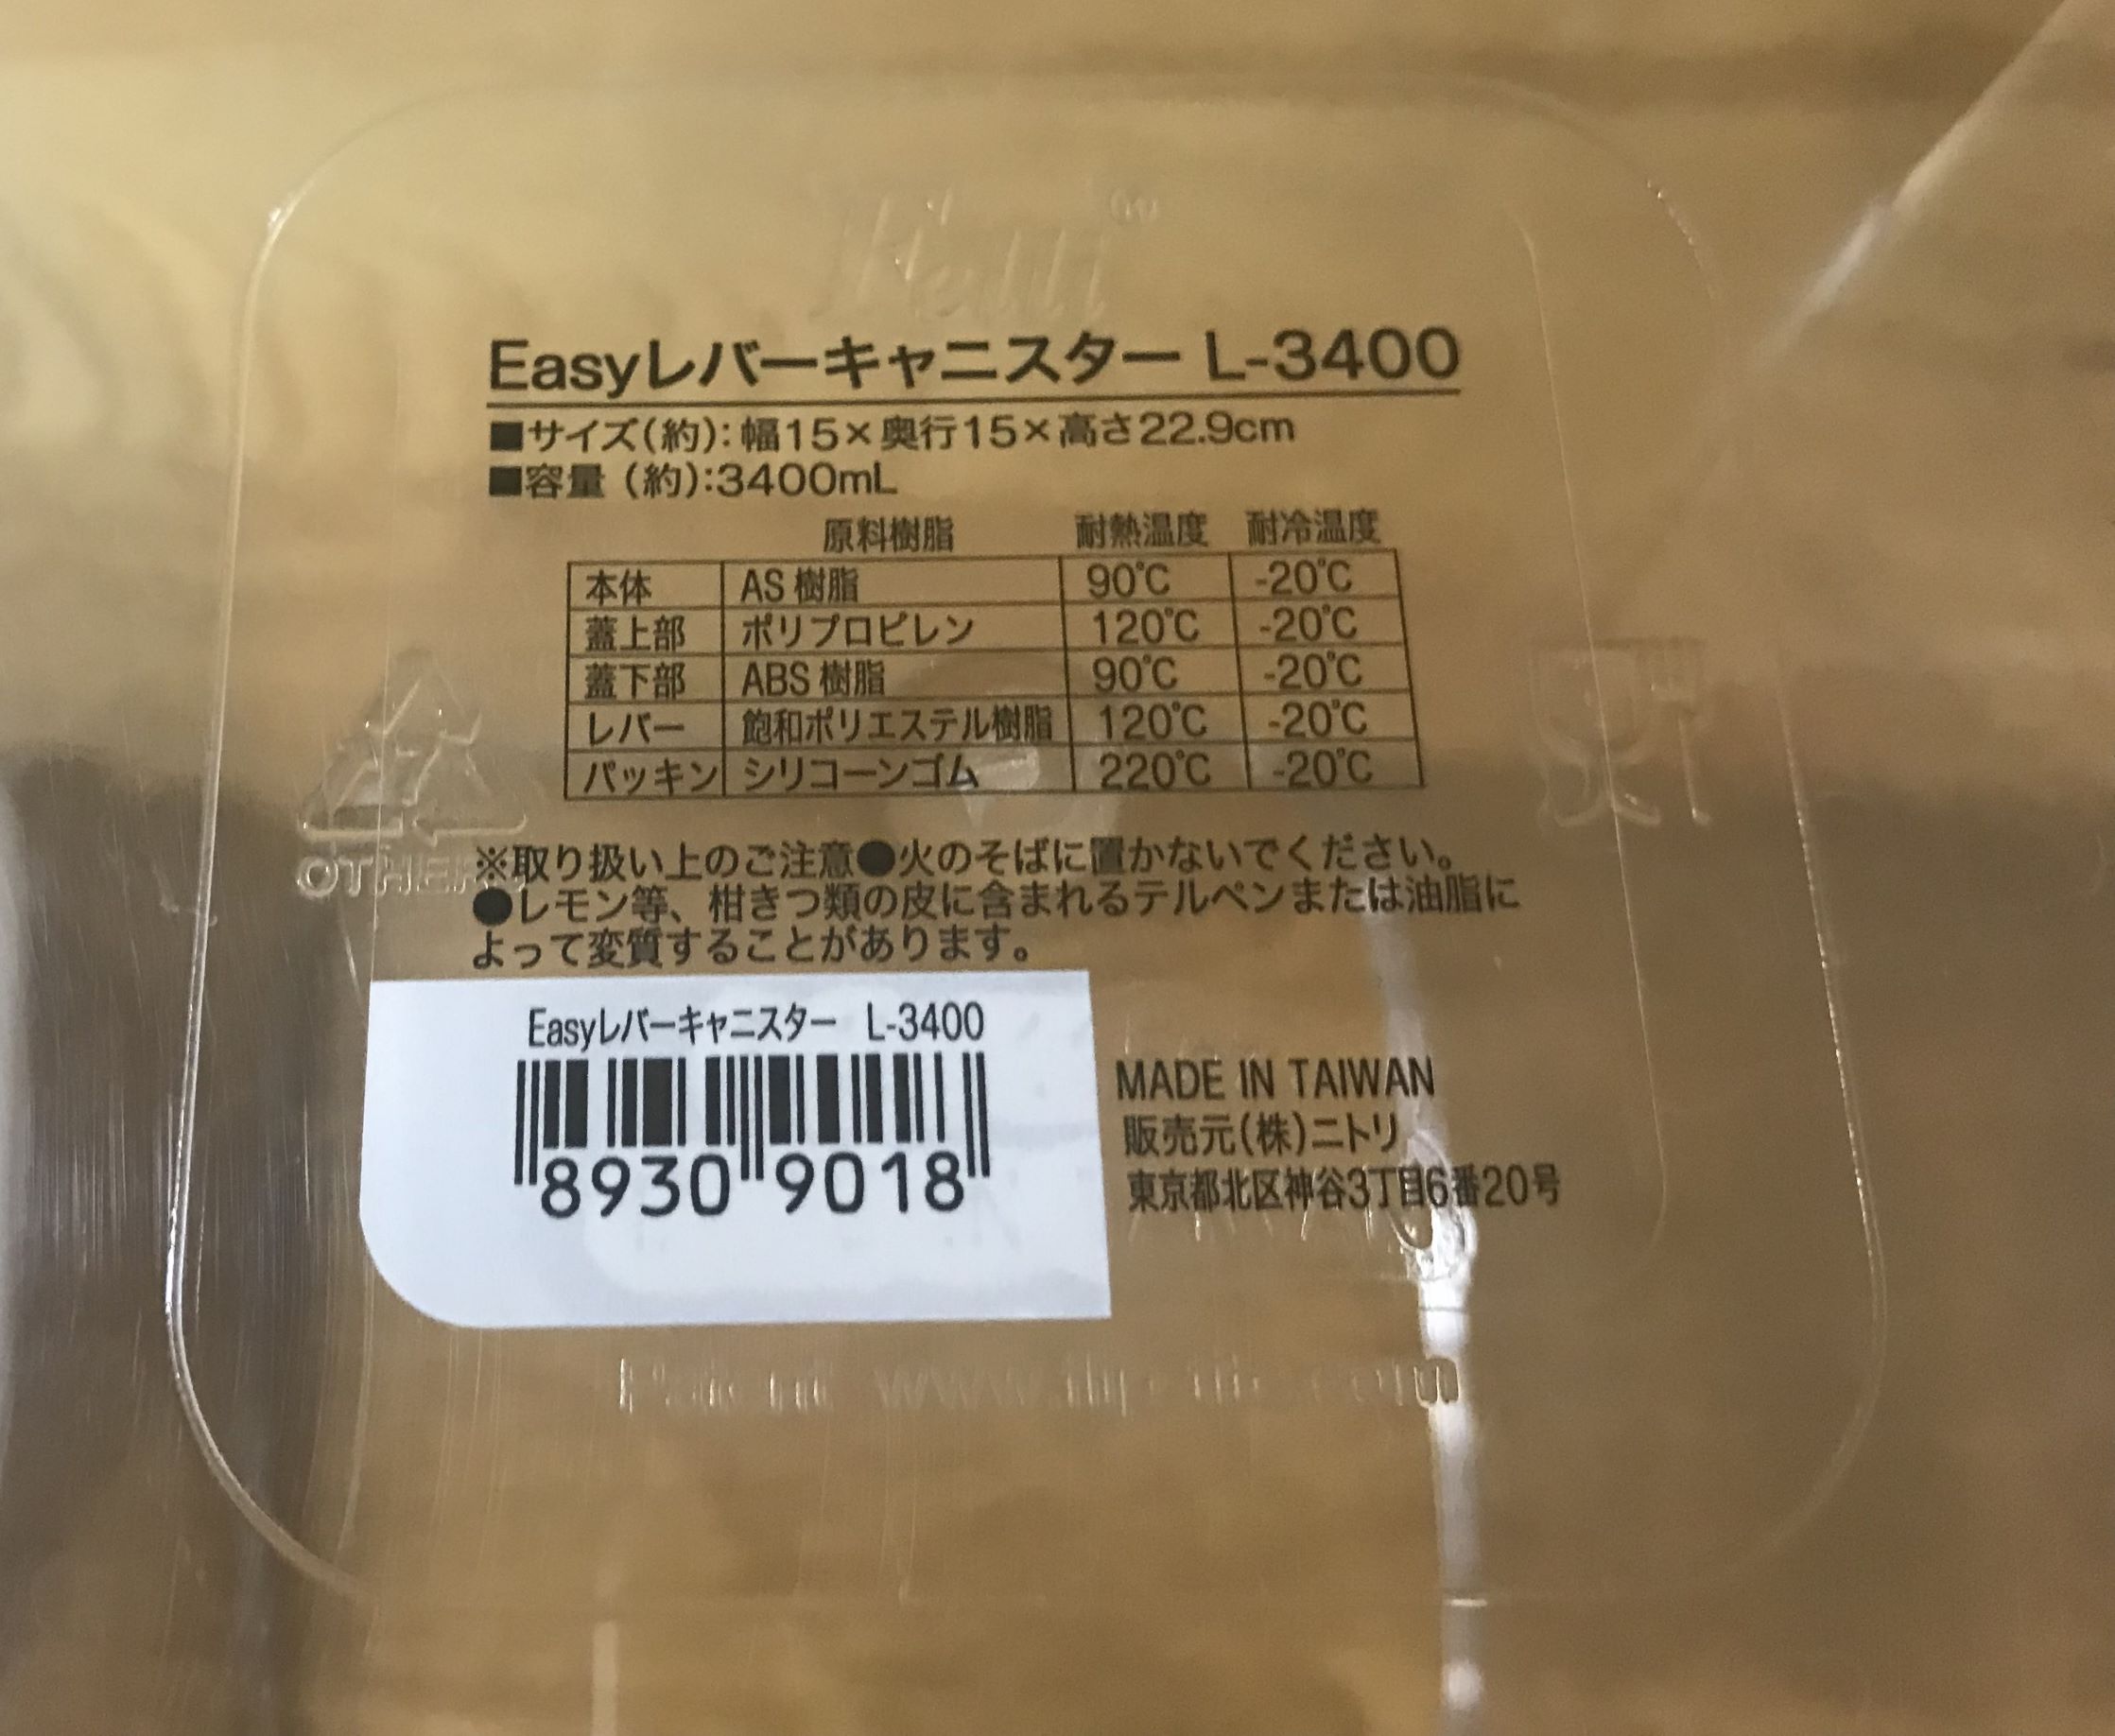 Easyレバーキャニスター L-3400
■サイズ(約):幅15×奥行15×高さ22.9cm
■容量 (約):3400mL
原料樹脂 耐熱温度 耐冷温度
本体 AS 樹脂 90℃ -20℃
蓋上部 ポリプロピレン 120℃ -20℃
蓋下部 ABS 樹脂 90℃ -20℃
レバー 飽和ポリエステル樹脂 120℃ -20℃
パッキン シリコーンゴム 220℃ -20℃
7
OTHER
※取り扱い上のご注意●火のそばに置かないでください。
●レモン等、柑きつ類の皮に含まれるテルペンまたは油脂に
よって変質することがあります。
Easyレバーキャニスター L-3400
8930 9018
MADE IN TAIWAN
販売元(株)ニトリ
東京都北区神谷3丁目6番20号